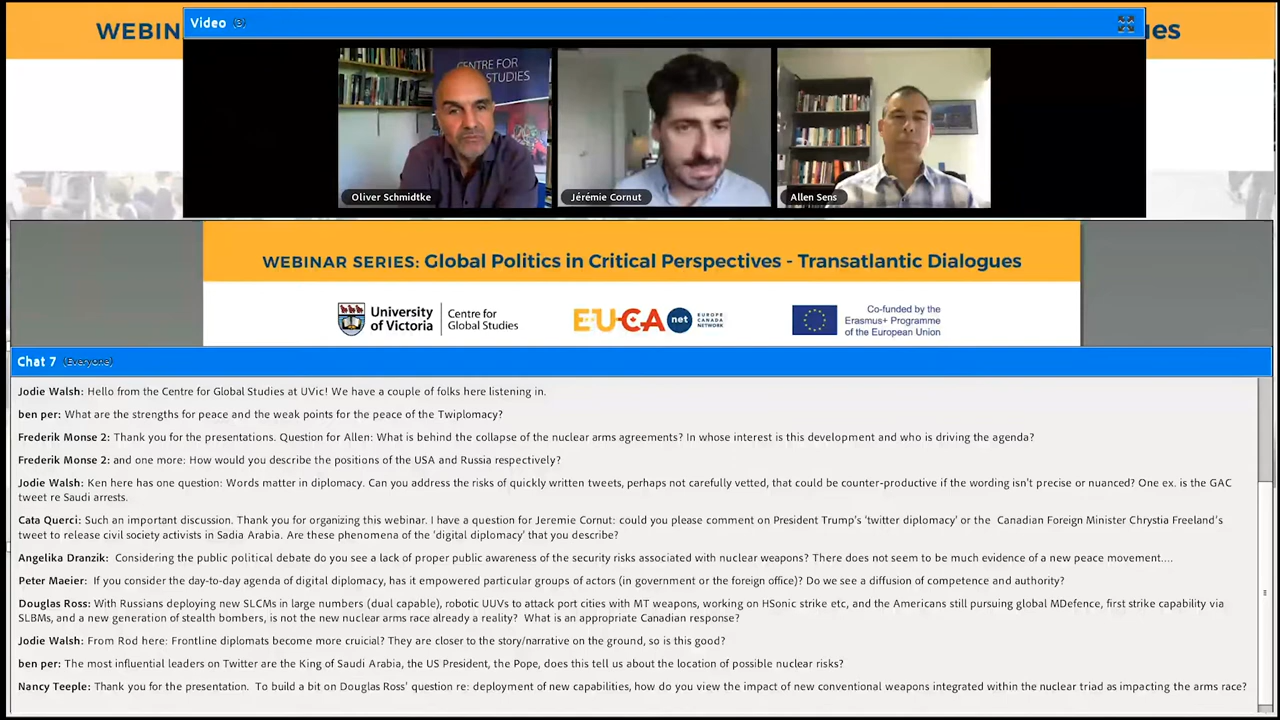 WEBIN
ies
Video (3)
CENTRE FOR
STUDIES
Oliver Schmidtke
Jérémie Cornut
Allen Sens
WEBINAR SERIES: Global Politics in Critical Perspectives - Transatlantic Dialogues
University
of Victoria
Centre for
Global Studies
EUCA
net
EUROPE
CANADA
NETWORK
Co-funded by the
Erasmus+ Programme
of the European Union
Chat 7 (Everyone)
Jodie Walsh: Hello from the Centre for Global Studies at UVic! We have a couple of folks here listening in.
ben per: What are the strengths for peace and the weak points for the peace of the Twiplomacy?
Frederik Monse 2: Thank you for the presentations. Question for Allen: What is behind the collapse of the nuclear arms agreements? In whose interest is this development and who is driving the agenda?
Frederik Monse 2: and one more: How would you describe the positions of the USA and Russia respectively?
Jodie Walsh: Ken here has one question: Words matter in diplomacy. Can you address the risks of quickly written tweets, perhaps not carefully vetted, that could be counter-productive if the wording isn't precise or nuanced? One ex. is the GAC
tweet re Saudi arrests.
Cata Querci: Such an important discussion. Thank you for organizing this webinar. I have a question for Jeremie Cornut: could you please comment on President Trump's 'twitter diplomacy' or the Canadian Foreign Minister Chrystia Freeland's
tweet to release civil society activists in Sadia Arabia. Are these phenomena of the 'digital diplomacy' that you describe?
Angelika Dranzik: Considering the public political debate do you see a lack of proper public awareness of the security risks associated with nuclear weapons? There does not seem to be much evidence of a new peace movement....
Peter Maeier: If you consider the day-to-day agenda of digital diplomacy, has it empowered particular groups of actors (in government or the foreign office)? Do we see a diffusion of competence and authority?
Douglas Ross: With Russians deploying new SLCMs in large numbers (dual capable), robotic UUVs to attack port cities with MT weapons, working on HSonic strike etc, and the Americans still pursuing global MDefence, first strike capability via
SLBMs, and a new generation of stealth bombers, is not the new nuclear arms race already a reality? What is an appropriate Canadian response?
Jodie Walsh: From Rod here: Frontline diplomats become more cruicial? They are closer to the story/narrative on the ground, so is this good?
ben per: The most influential leaders on Twitter are the King of Saudi Arabia, the US President, the Pope, does this tell us about the location of possible nuclear risks?
Nancy Teeple: Thank you for the presentation. To build a bit on Douglas Ross' question re: deployment of new capabilities, how do you view the impact of new conventional weapons integrated within the nuclear triad as impacting the arms race?